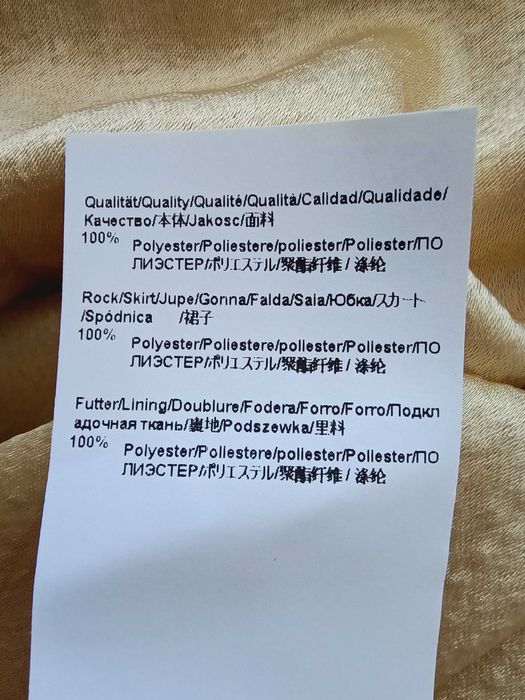 Qualität/Quality/Qualité/Qualità/Calidad/Qualidade/
Качество/本体/Jakosc/面料
100% Polyester/Poliestere/poliester/Poliester/ПО
ЛИЭСТЕР/ポリエステル/聚酯纤维 / 涤纶
Rock/Skirt/Jupe/Gonna/Falda/Saia/Юбка/スカート
/Spódnica /裙子
100% Polyester/Poliestere/poliester/Poliester/ПО
ЛИЭСТЕР/ポリエステル/聚酯纤维 / 涤纶
Futter/Lining/Doublure/Fodera/Forro/Forro/Подкл
адочная ткань/裏地/Podszewka/里料
100% Polyester/Poliestere/poliester/Poliester/ПО
ЛИЭСТЕР/ポリエステル/聚酯纤维 / 涤纶